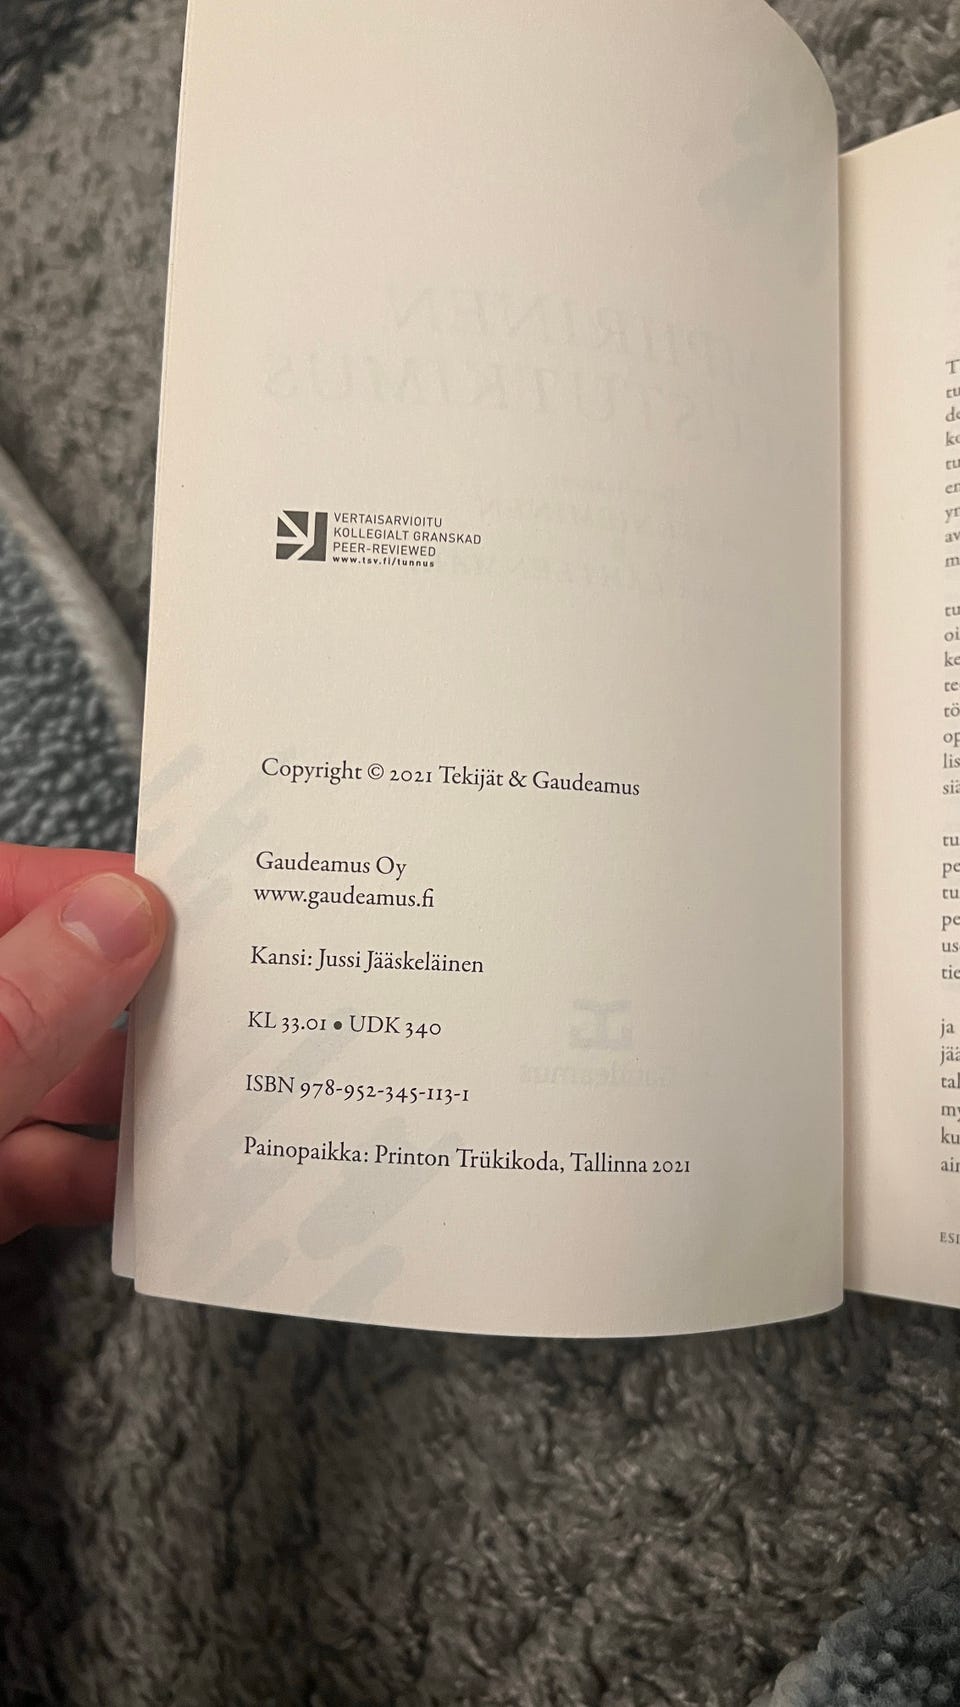 VERTAISARVIOITU
KOLLEGIALT GRANSKAD
PEER-REVIEWED
www.tsv.fi/tunnus
Copyright © 2021 Tekijät & Gaudeamus
Gaudeamus Oy
www.gaudeamus.fi
Kansi: Jussi Jääskeläinen
KL 33.01 • UDK 340
ISBN 978-952-345-113-1
Painopaikka: Printon Trükikoda, Tallinna 2021